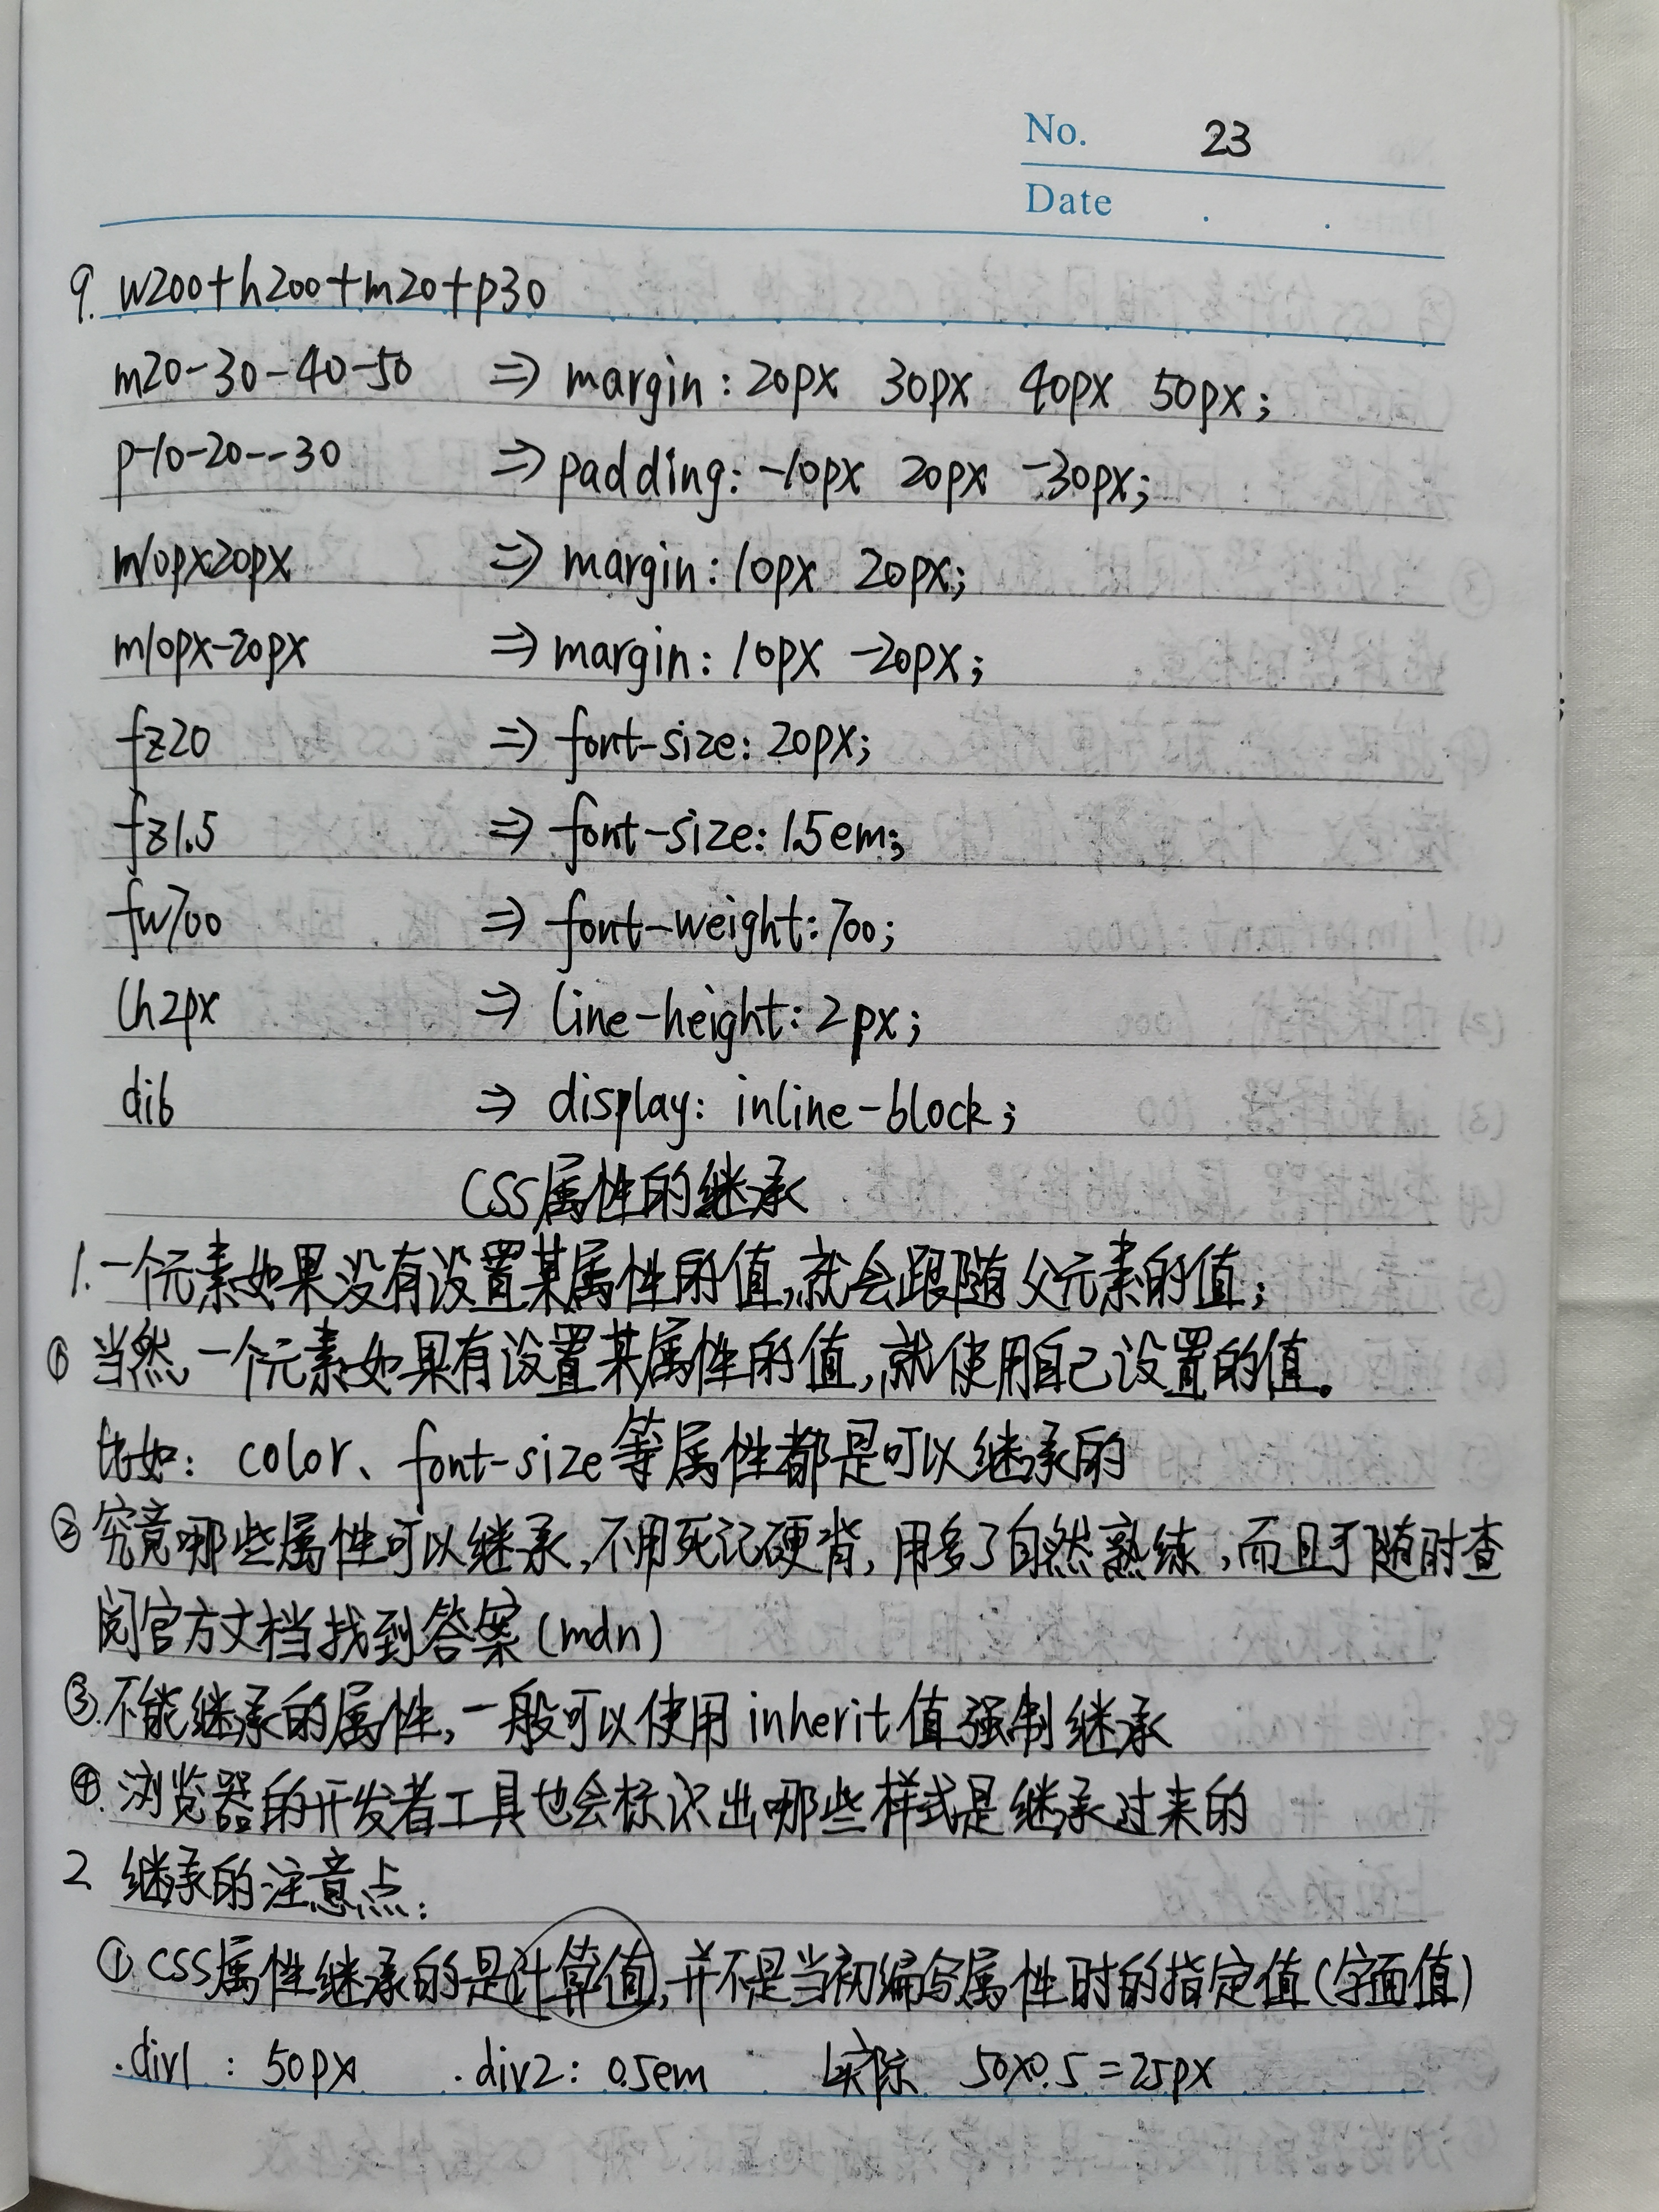 No. 23
Date . .
9. w200+h200+m20+p30
m20-30-40-50 ⇒ margin: 20px 30px 40px 50px;
p-10-20--30 ⇒ padding: -10px 20px -30px;
m10px20px ⇒ margin: 10px 20px;
m10px-20px ⇒ margin: 10px -20px;
fz20 ⇒ font-size: 20px;
fz1.5 ⇒ font-size: 1.5em;
fw700 ⇒ font-weight: 700;
lh2px ⇒ line-height: 2px;
dib ⇒ display: inline-block;
CSS属性的继承
1.一个元素如果没有设置某属性的值,就会跟随父元素的值;
① 当然,一个元素如果有设置某属性的值,就使用自己设置的值。
比如: color、font-size等属性都是可以继承的
② 究竟哪些属性可以继承,不用死记硬背,用多了自然熟练,而且可随时查
阅官方文档找到答案(mdn)
③.不能继承的属性,一般可以使用inherit值强制继承
④.浏览器的开发者工具也会标识出哪些样式是继承过来的
2、继承的注意点:
①.CSS属性继承的是计算值,并不是当初编写属性时的指定值(字面值)
.div1 : 50px .div2: 0.5em 实际 50×0.5=25px